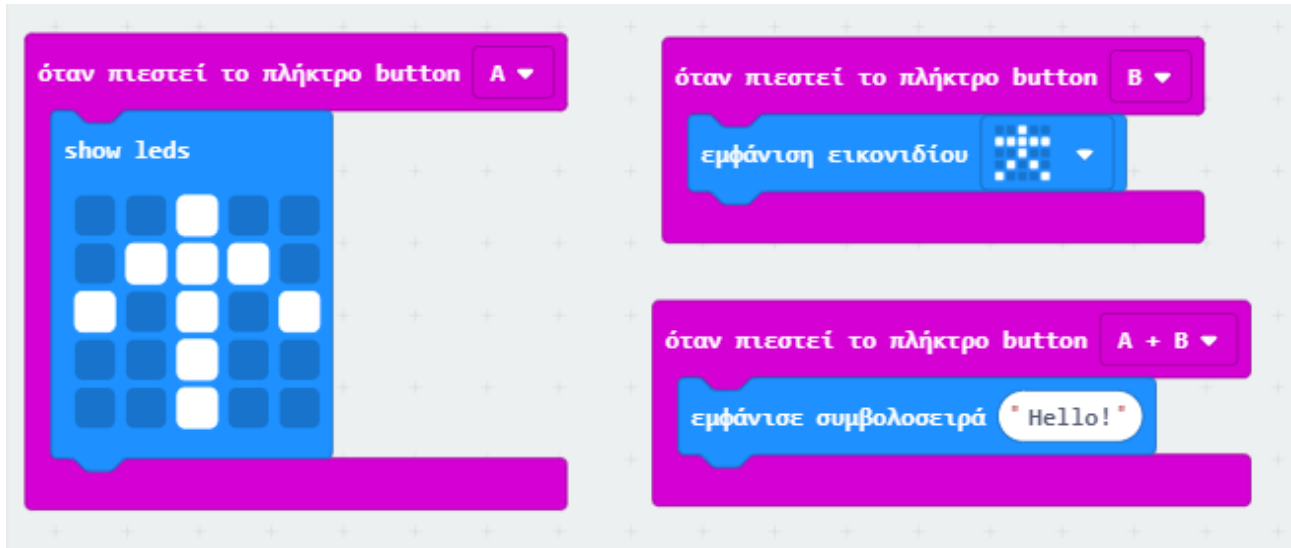 όταν πιεστεί το πλήκτρο button A
show leds
όταν πιεστεί το πλήκτρο button B
εμφάνιση εικονιδίου
όταν πιεστεί το πλήκτρο button A + B
εμφάνισε συμβολοσειρά "Hello!"